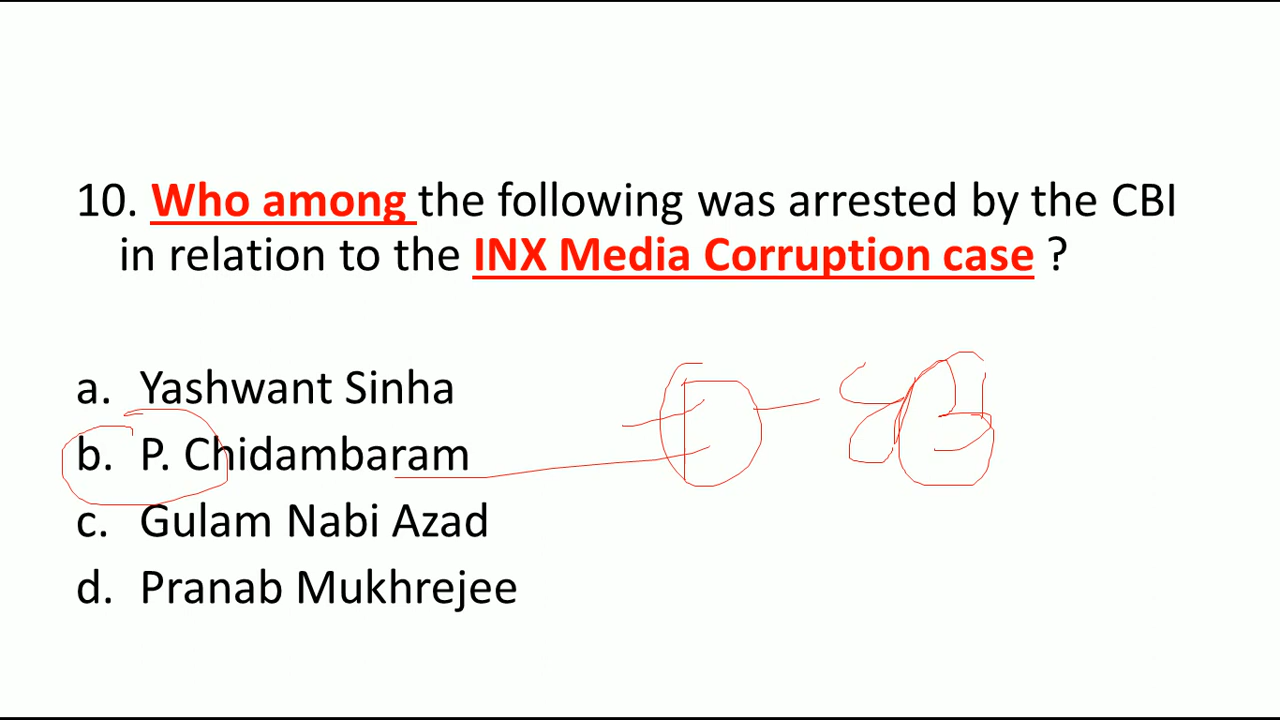 10. Who among the following was arrested by the CBI
in relation to the INX Media Corruption case ?
a. Yashwant Sinha
b. P. Chidambaram
c. Gulam Nabi Azad
d. Pranab Mukhrejee